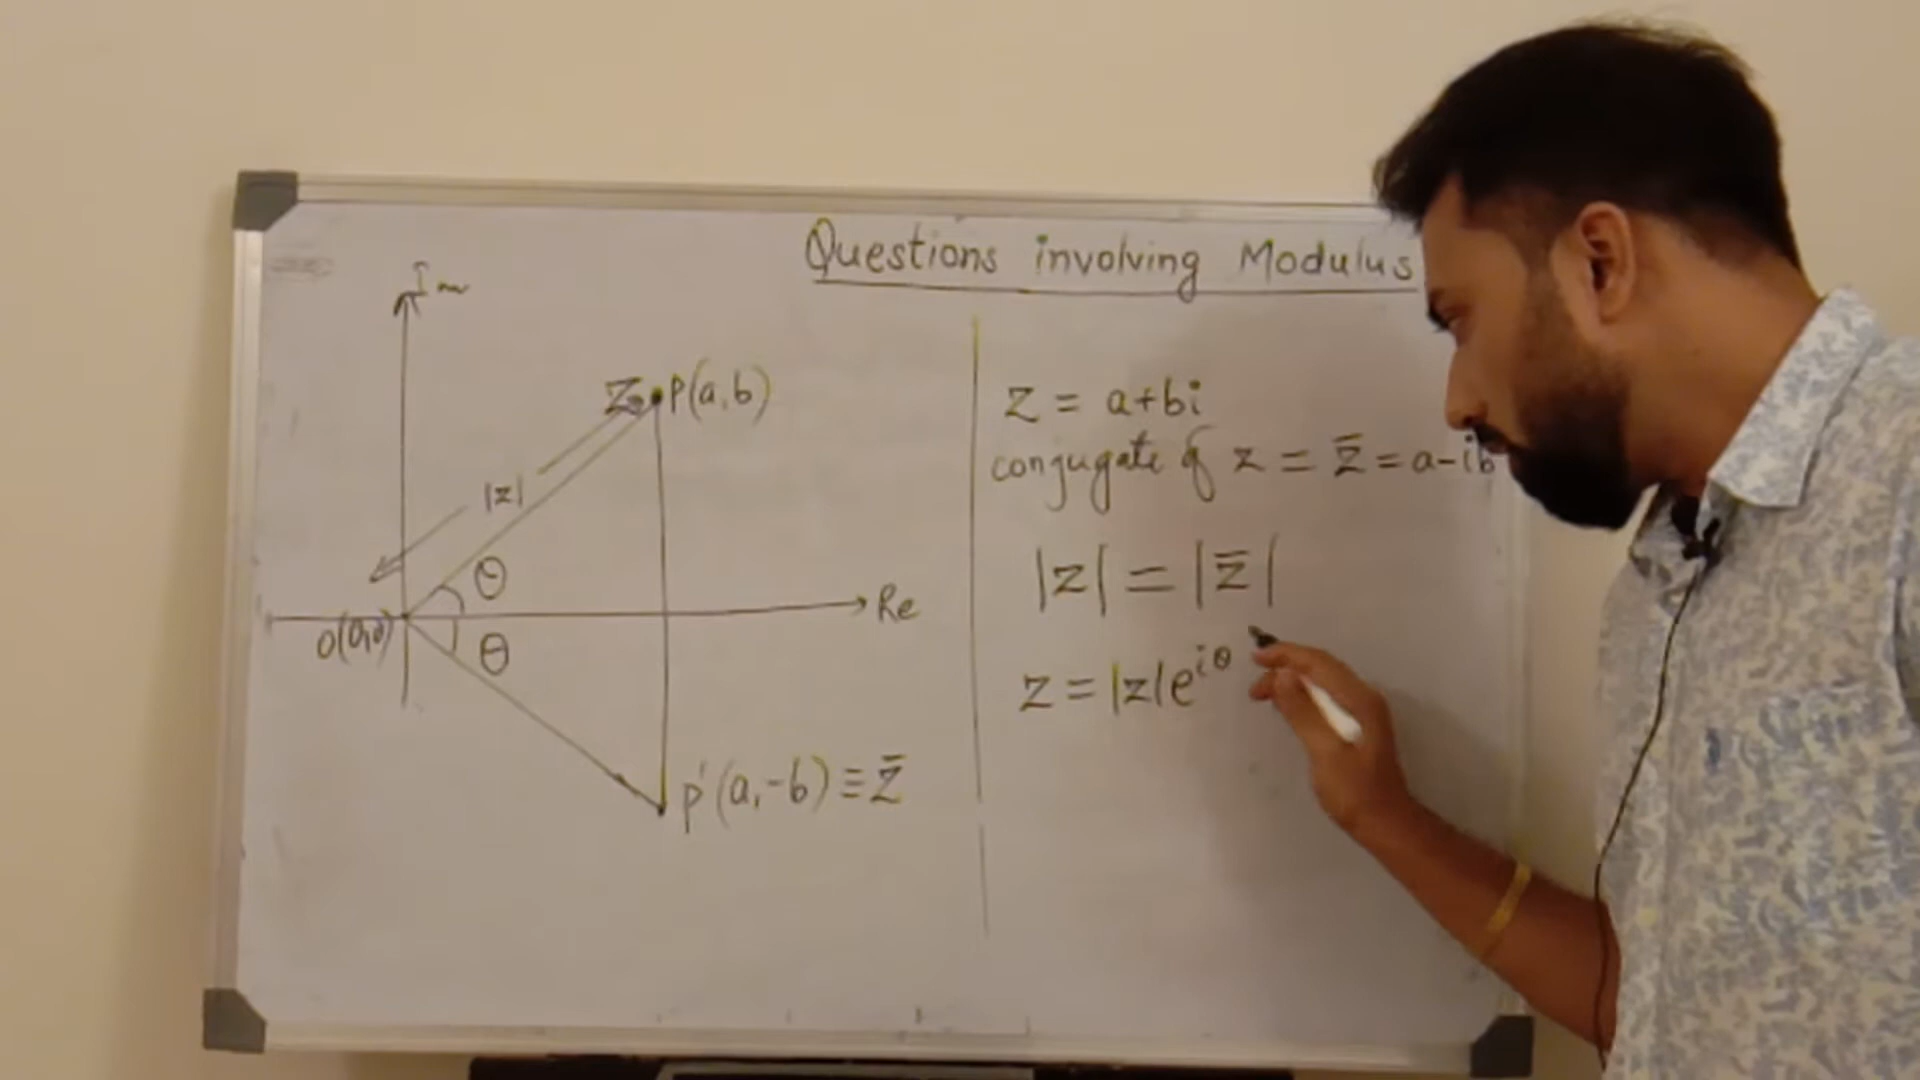 Questions involving Modulus
Im
Z P(a,b)
|z|
θ
Re
O(0,0)
θ
P'(a,-b) ≡ z̄
z = a+bi
conjugate of z = z̄ = a-ib
|z| = |z̄|
z = |z|e^{iθ}